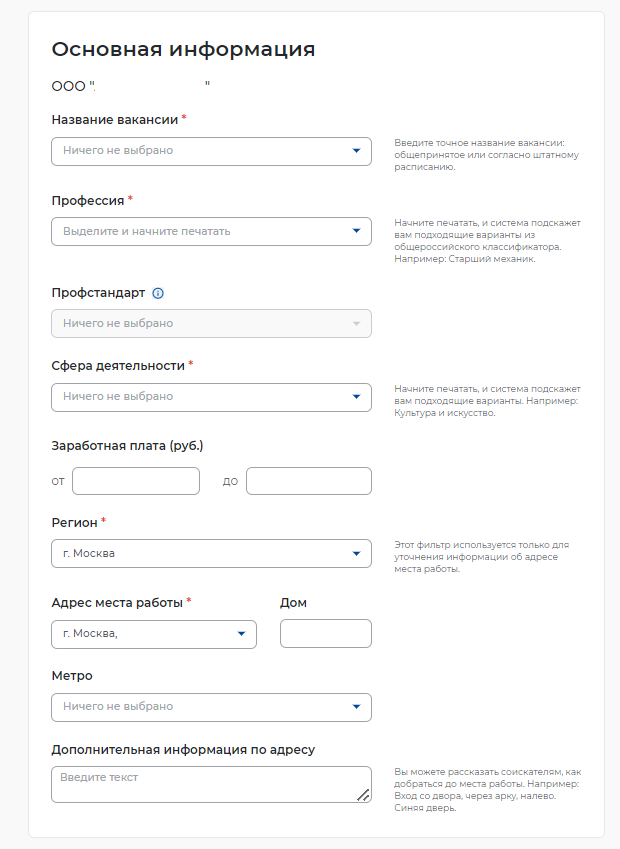 Основная информация
ООО " "
Название вакансии *
Ничего не выбрано
Введите точное название вакансии:
общепринятое или согласно штатному
расписанию.
Профессия *
Выделите и начните печатать
Начните печатать, и система подскажет
вам подходящие варианты из
общероссийского классификатора.
Например: Старший механик.
Профстандарт
Ничего не выбрано
Сфера деятельности *
Ничего не выбрано
Начните печатать, и система подскажет
вам подходящие варианты. Например:
Культура и искусство.
Заработная плата (руб.)
от
до
Регион *
г. Москва
Этот фильтр используется только для
уточнения информации об адресе
места работы.
Адрес места работы *
Дом
г. Москва,
Метро
Ничего не выбрано
Дополнительная информация по адресу
Введите текст
Вы можете рассказать соискателям, как
добраться до места работы. Например:
Вход со двора, через арку, налево.
Синяя дверь.